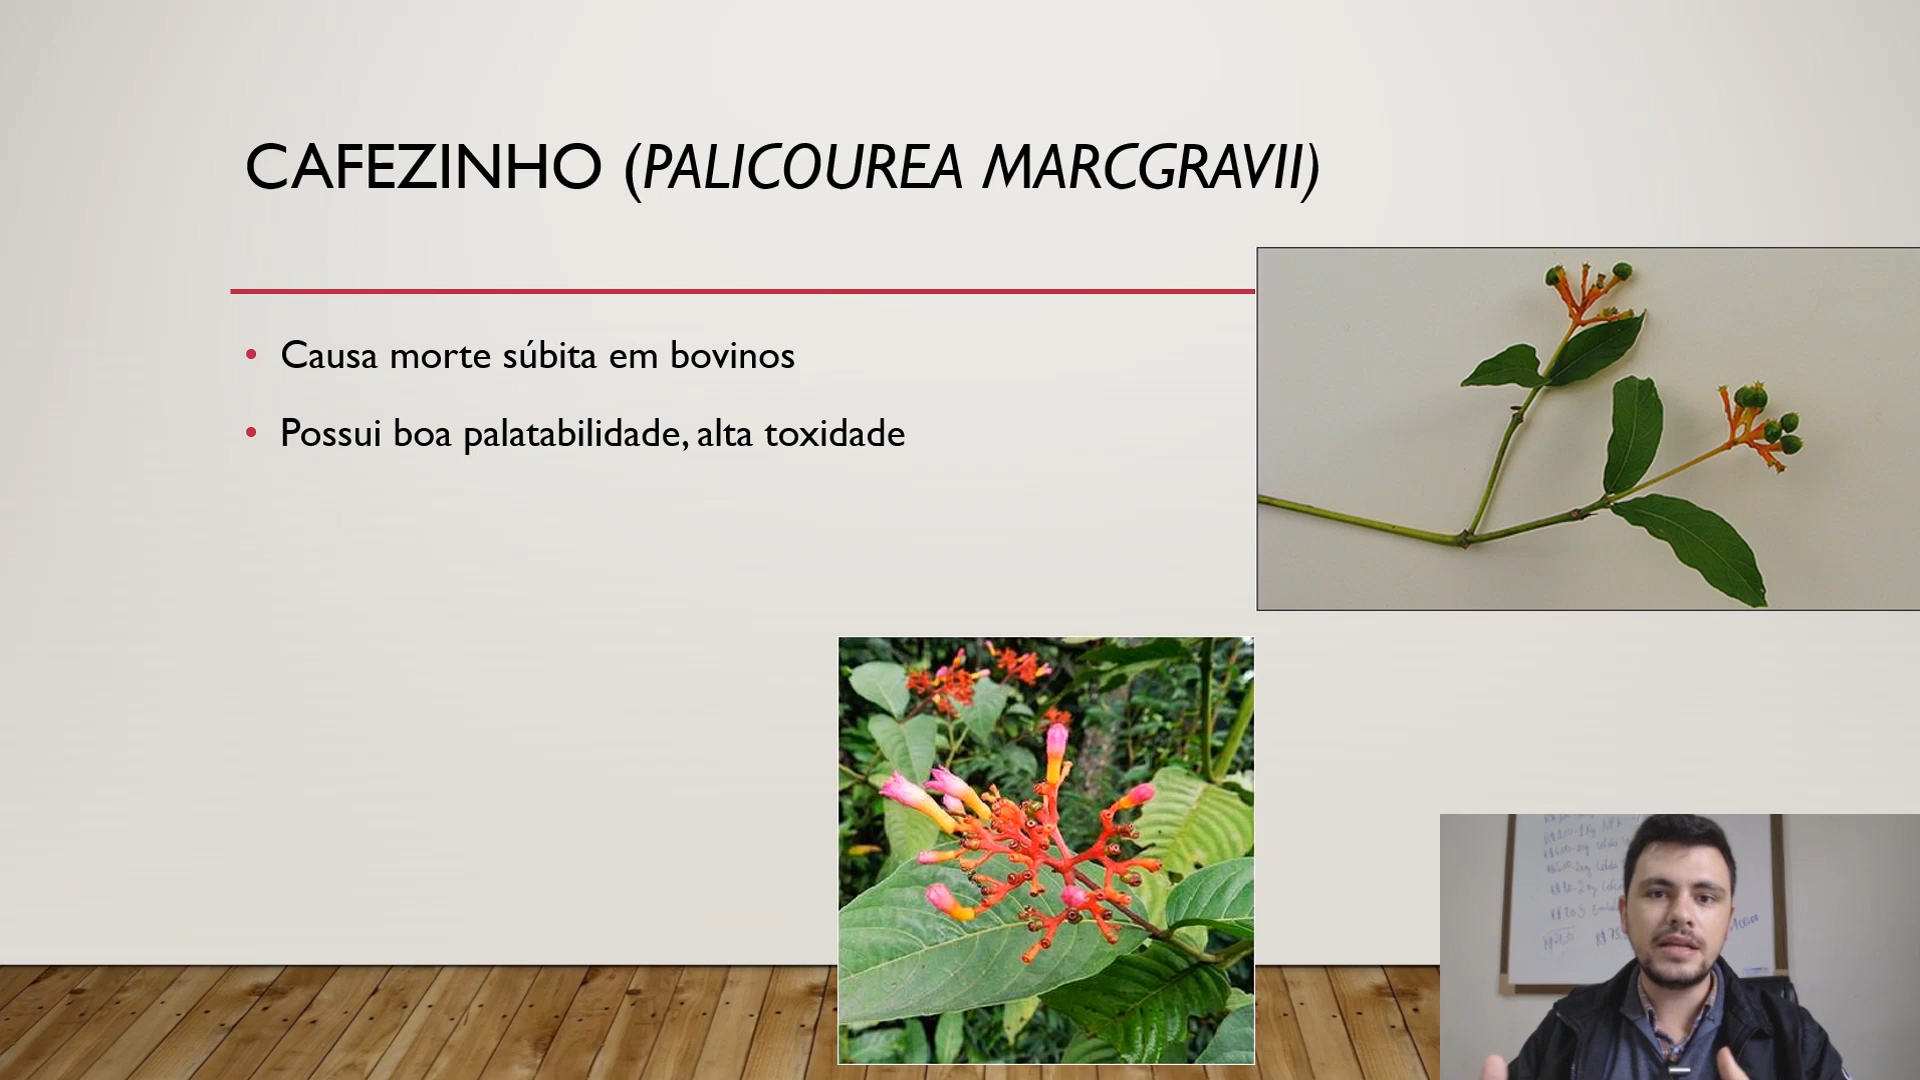 CAFEZINHO (PALICOUREA MARCGRAVII)
• Causa morte súbita em bovinos
• Possui boa palatabilidade, alta toxidade